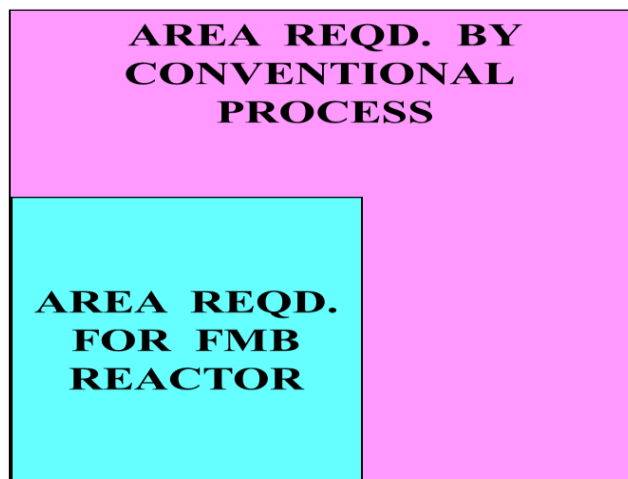 AREA REQD. BY
CONVENTIONAL
PROCESS
AREA REQD.
FOR FMB
REACTOR